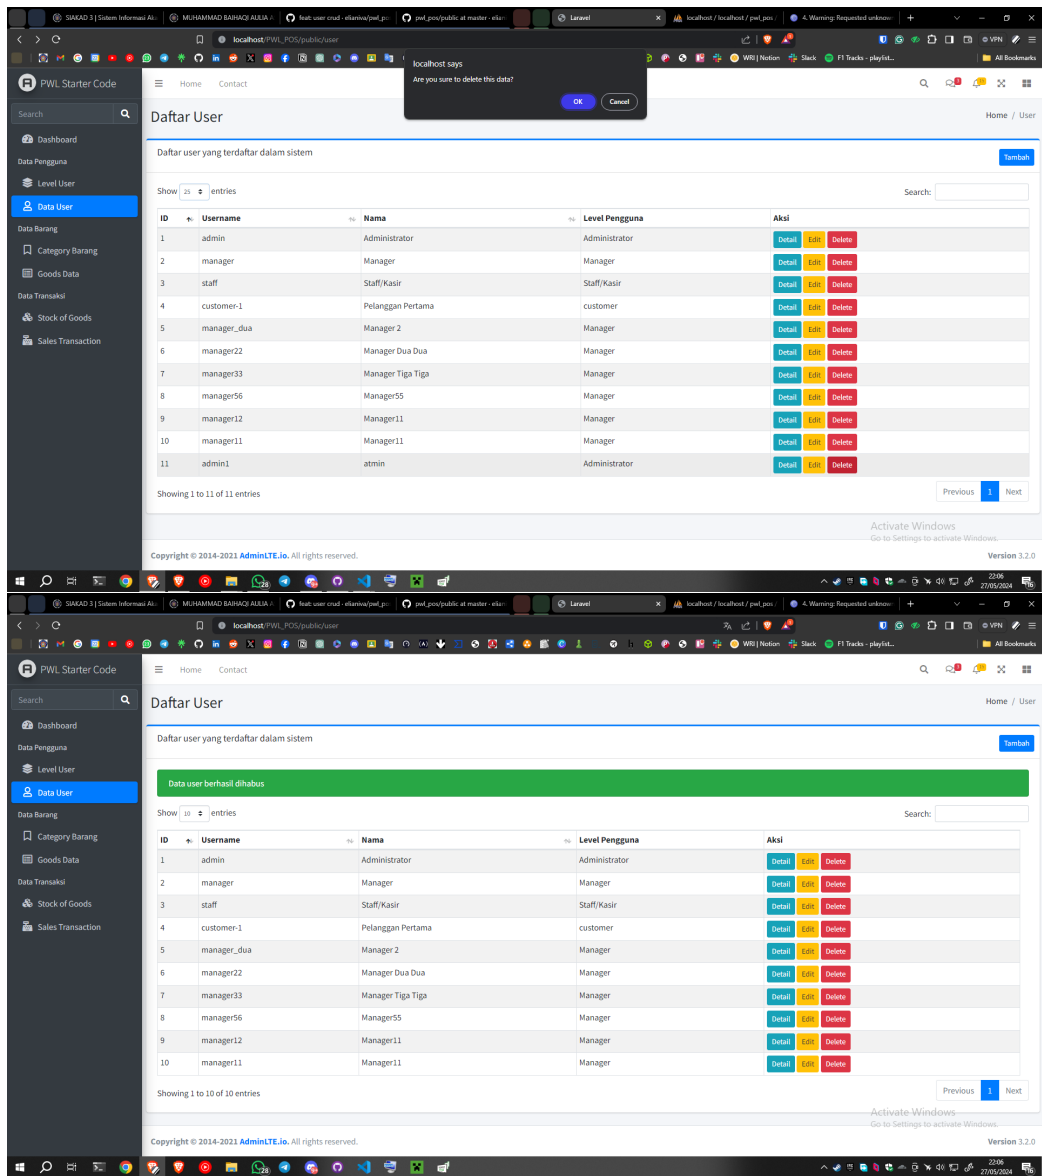 SIAKAD 3 | Sistem Informasi Aka
MUHAMMAD BAIHAQI AULIA A
feat: user crud - elianiva/pwl_po
pwl_pos/public at master · elian
Laravel
localhost / localhost / pwl_pos /
4. Warning: Requested unknow
localhost/PWL_POS/public/user
VPN
localhost says
Are you sure to delete this data?
OK Cancel
WRI | Notion
Slack
F1 Tracks - playlist...
All Bookmarks
PWL Starter Code
Home Contact
Search
Daftar User
Home / User
Dashboard
Data Pengguna
Level User
Data User
Data Barang
Category Barang
Goods Data
Data Transaksi
Stock of Goods
Sales Transaction
Daftar user yang terdaftar dalam sistem
Tambah
Show 25 entries
Search:
ID Username Nama Level Pengguna Aksi
1 admin Administrator Administrator Detail Edit Delete
2 manager Manager Manager Detail Edit Delete
3 staff Staff/Kasir Staff/Kasir Detail Edit Delete
4 customer-1 Pelanggan Pertama customer Detail Edit Delete
5 manager_dua Manager 2 Manager Detail Edit Delete
6 manager22 Manager Dua Dua Manager Detail Edit Delete
7 manager33 Manager Tiga Tiga Manager Detail Edit Delete
8 manager56 Manager55 Manager Detail Edit Delete
9 manager12 Manager11 Manager Detail Edit Delete
10 manager11 Manager11 Manager Detail Edit Delete
11 admin1 atmin Administrator Detail Edit Delete
Showing 1 to 11 of 11 entries
Previous 1 Next
Activate Windows
Go to Settings to activate Windows.
Copyright © 2014-2021 AdminLTE.io. All rights reserved.
Version 3.2.0
22:06
27/05/2024
SIAKAD 3 | Sistem Informasi Aka
MUHAMMAD BAIHAQI AULIA A
feat: user crud - elianiva/pwl_po
pwl_pos/public at master · elian
Laravel
localhost / localhost / pwl_pos /
4. Warning: Requested unknow
localhost/PWL_POS/public/user
VPN
WRI | Notion
Slack
F1 Tracks - playlist...
All Bookmarks
PWL Starter Code
Home Contact
Search
Daftar User
Home / User
Dashboard
Data Pengguna
Level User
Data User
Data Barang
Category Barang
Goods Data
Data Transaksi
Stock of Goods
Sales Transaction
Daftar user yang terdaftar dalam sistem
Tambah
Data user berhasil dihabus
Show 10 entries
Search:
ID Username Nama Level Pengguna Aksi
1 admin Administrator Administrator Detail Edit Delete
2 manager Manager Manager Detail Edit Delete
3 staff Staff/Kasir Staff/Kasir Detail Edit Delete
4 customer-1 Pelanggan Pertama customer Detail Edit Delete
5 manager_dua Manager 2 Manager Detail Edit Delete
6 manager22 Manager Dua Dua Manager Detail Edit Delete
7 manager33 Manager Tiga Tiga Manager Detail Edit Delete
8 manager56 Manager55 Manager Detail Edit Delete
9 manager12 Manager11 Manager Detail Edit Delete
10 manager11 Manager11 Manager Detail Edit Delete
Showing 1 to 10 of 10 entries
Previous 1 Next
Activate Windows
Go to Settings to activate Windows.
Copyright © 2014-2021 AdminLTE.io. All rights reserved.
Version 3.2.0
22:06
27/05/2024